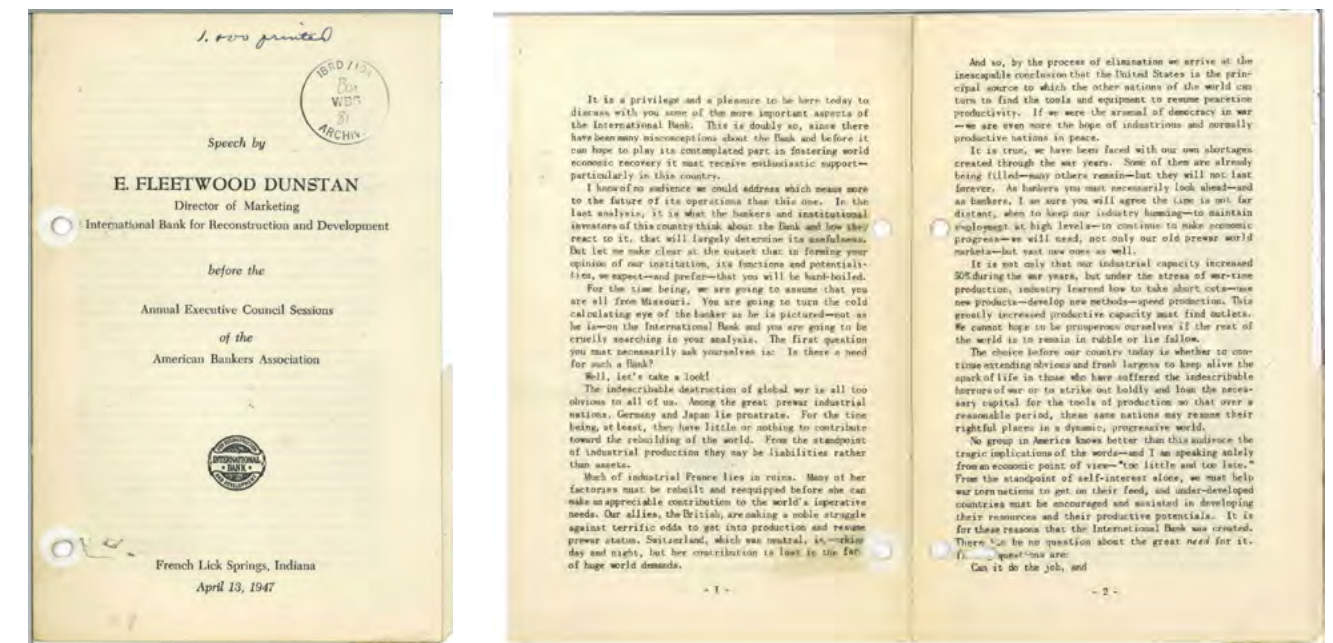 1.000 printed
IBRD /
Box
WBG
ARCHIV
Speech by
E. FLEETWOOD DUNSTAN
Director of Marketing
International Bank for Reconstruction and Development
before the
Annual Executive Council Sessions
of the
American Bankers Association
INTERNATIONAL
• BANK •
French Lick Springs, Indiana
April 13, 1947
It is a privilege and a pleasure to be here today to
discuss with you some of the more important aspects of
the International Bank. This is doubly so, since there
have been many misconceptions about the Bank and before it
can hope to play its contemplated part in fostering world
economic recovery it must receive enthusiastic support—
particularly in this country.
I know of no audience we could address which means more
to the future of its operations than this one. In the
last analysis, it is what the bankers and institutional
investors of this country think about the Bank and how they
react to it, that will largely determine its usefulness.
But let me make clear at the outset that in forming your
opinion of our institution, its functions and potentiali-
ties, we expect—and prefer—that you will be hard-boiled.
For the time being, we are going to assume that you
are all from Missouri. You are going to turn the cold
calculating eye of the banker as he is pictured—not as
he is—on the International Bank and you are going to be
cruelly searching in your analysis. The first question
you must necessarily ask yourselves is: Is there a need
for such a Bank?
Well, let's take a look!
The indescribable destruction of global war is all too
obvious to all of us. Among the great prewar industrial
nations, Germany and Japan lie prostrate. For the time
being, at least, they have little or nothing to contribute
toward the rebuilding of the world. From the standpoint
of industrial production they may be liabilities rather
than assets.
Much of industrial France lies in ruins. Many of her
factories must be rebuilt and reequipped before she can
make an appreciable contribution to the world's imperative
needs. Our allies, the British, are making a noble struggle
against terrific odds to get into production and resume
prewar status. Switzerland, which was neutral, is
day and night, but her contribution is lost in the
of huge world demands.
- 1 -
And so, by the process of elimination we arrive at the
inescapable conclusion that the United States is the prin-
cipal source to which the other nations of the world can
turn to find the tools and equipment to resume peacetime
productivity. If we were the arsenal of democracy in war
—we are even more the hope of industrious and normally
productive nations in peace.
It is true, we have been faced with our own shortages
created through the war years. Some of them are already
being filled—many others remain—but they will not last
forever. As bankers you must necessarily look ahead—and
as bankers, I am sure you will agree the time is not far
distant, when to keep our industry humming—to maintain
employment at high levels—to continue to make economic
progress—we will need, not only our old prewar world
markets—but vast new ones as well.
It is not only that our industrial capacity increased
50% during the war years, but under the stress of war-time
production, industry learned how to take short cuts—use
new products—develop new methods—speed production. This
greatly increased productive capacity must find outlets.
We cannot hope to be prosperous ourselves if the rest of
the world is to remain in rubble or lie fallow.
The choice before our country today is whether to con-
tinue extending obvious and frank largess to keep alive the
spark of life in those who have suffered the indescribable
horrors of war or to strike out boldly and loan the neces-
sary capital for the tools of production so that over a
reasonable period, these same nations may resume their
rightful places in a dynamic, progressive world.
No group in America knows better than this audience the
tragic implications of the words—and I am speaking solely
from an economic point of view—"too little and too late."
From the standpoint of self-interest alone, we must help
war torn nations to get on their feed, and under-developed
countries must be encouraged and assisted in developing
their resources and their productive potentials. It is
for these reasons that the International Bank was created.
There can be no question about the great need for it.
questions are:
Can it do the job, and
- 2 -